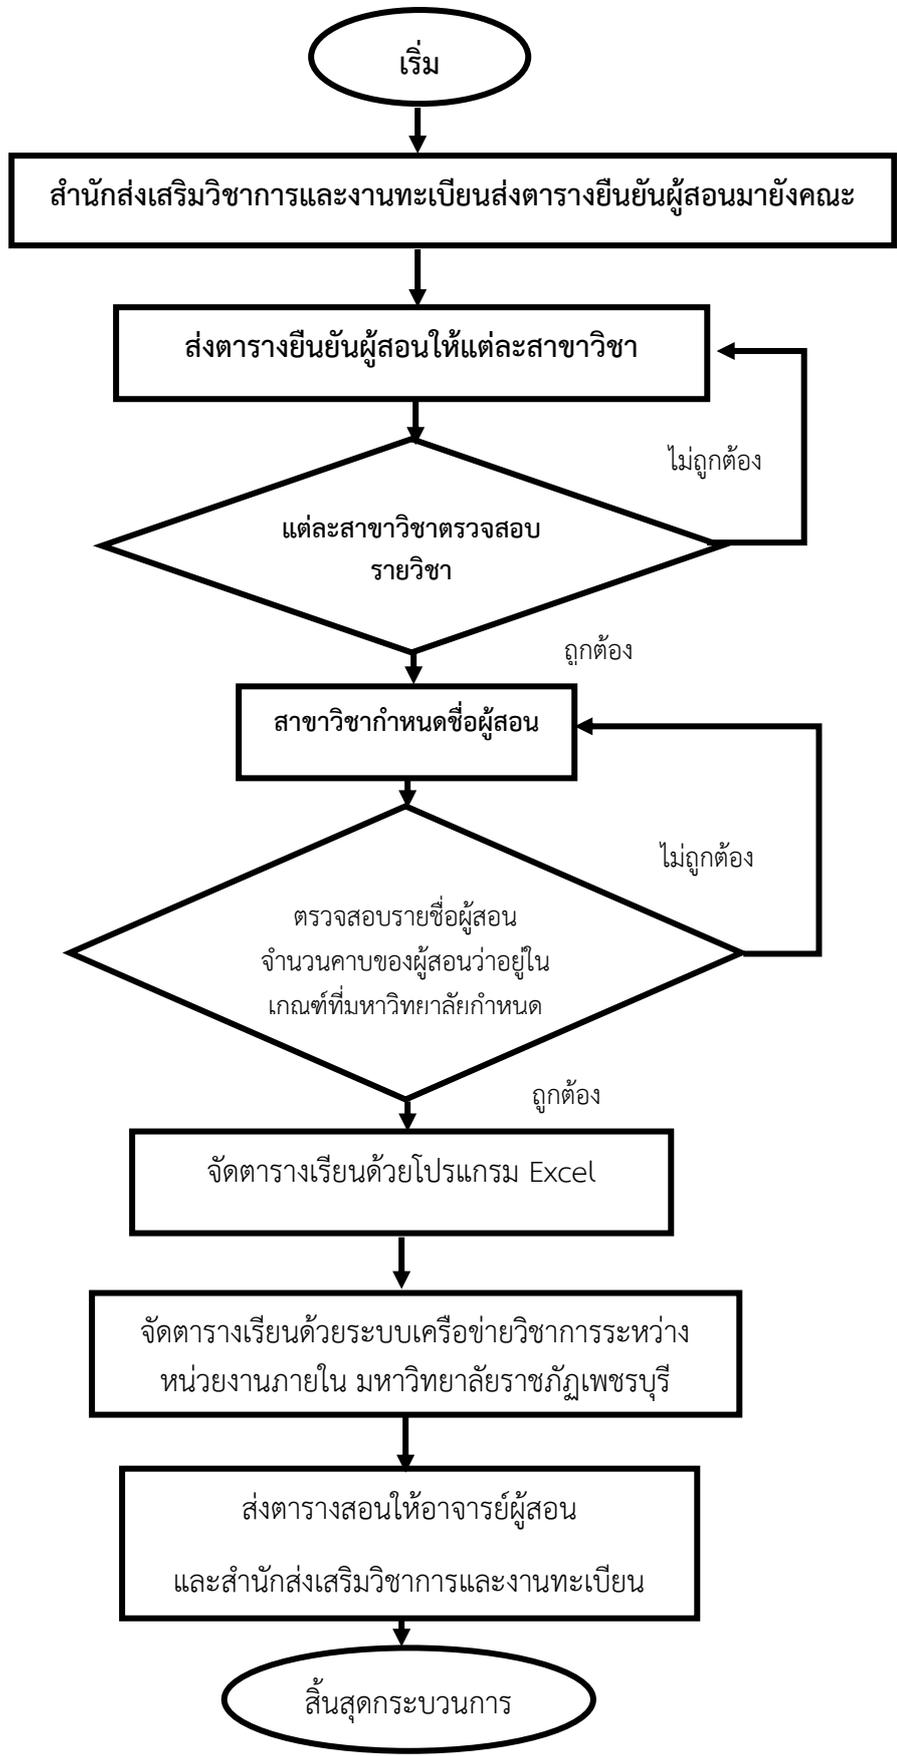 เริ่ม
สำนักส่งเสริมวิชาการและงานทะเบียนส่งตารางยืนยันผู้สอนมายังคณะ
ส่งตารางยืนยันผู้สอนให้แต่ละสาขาวิชา
ไม่ถูกต้อง
แต่ละสาขาวิชาตรวจสอบ
รายวิชา
ถูกต้อง
สาขาวิชากำหนดชื่อผู้สอน
ไม่ถูกต้อง
ตรวจสอบรายชื่อผู้สอน
จำนวนคาบของผู้สอนว่าอยู่ใน
เกณฑ์ที่มหาวิทยาลัยกำหนด
ถูกต้อง
จัดตารางเรียนด้วยโปรแกรม Excel
จัดตารางเรียนด้วยระบบเครือข่ายวิชาการระหว่าง
หน่วยงานภายใน มหาวิทยาลัยราชภัฏเพชรบุรี
ส่งตารางสอนให้อาจารย์ผู้สอน
และสำนักส่งเสริมวิชาการและงานทะเบียน
สิ้นสุดกระบวนการ